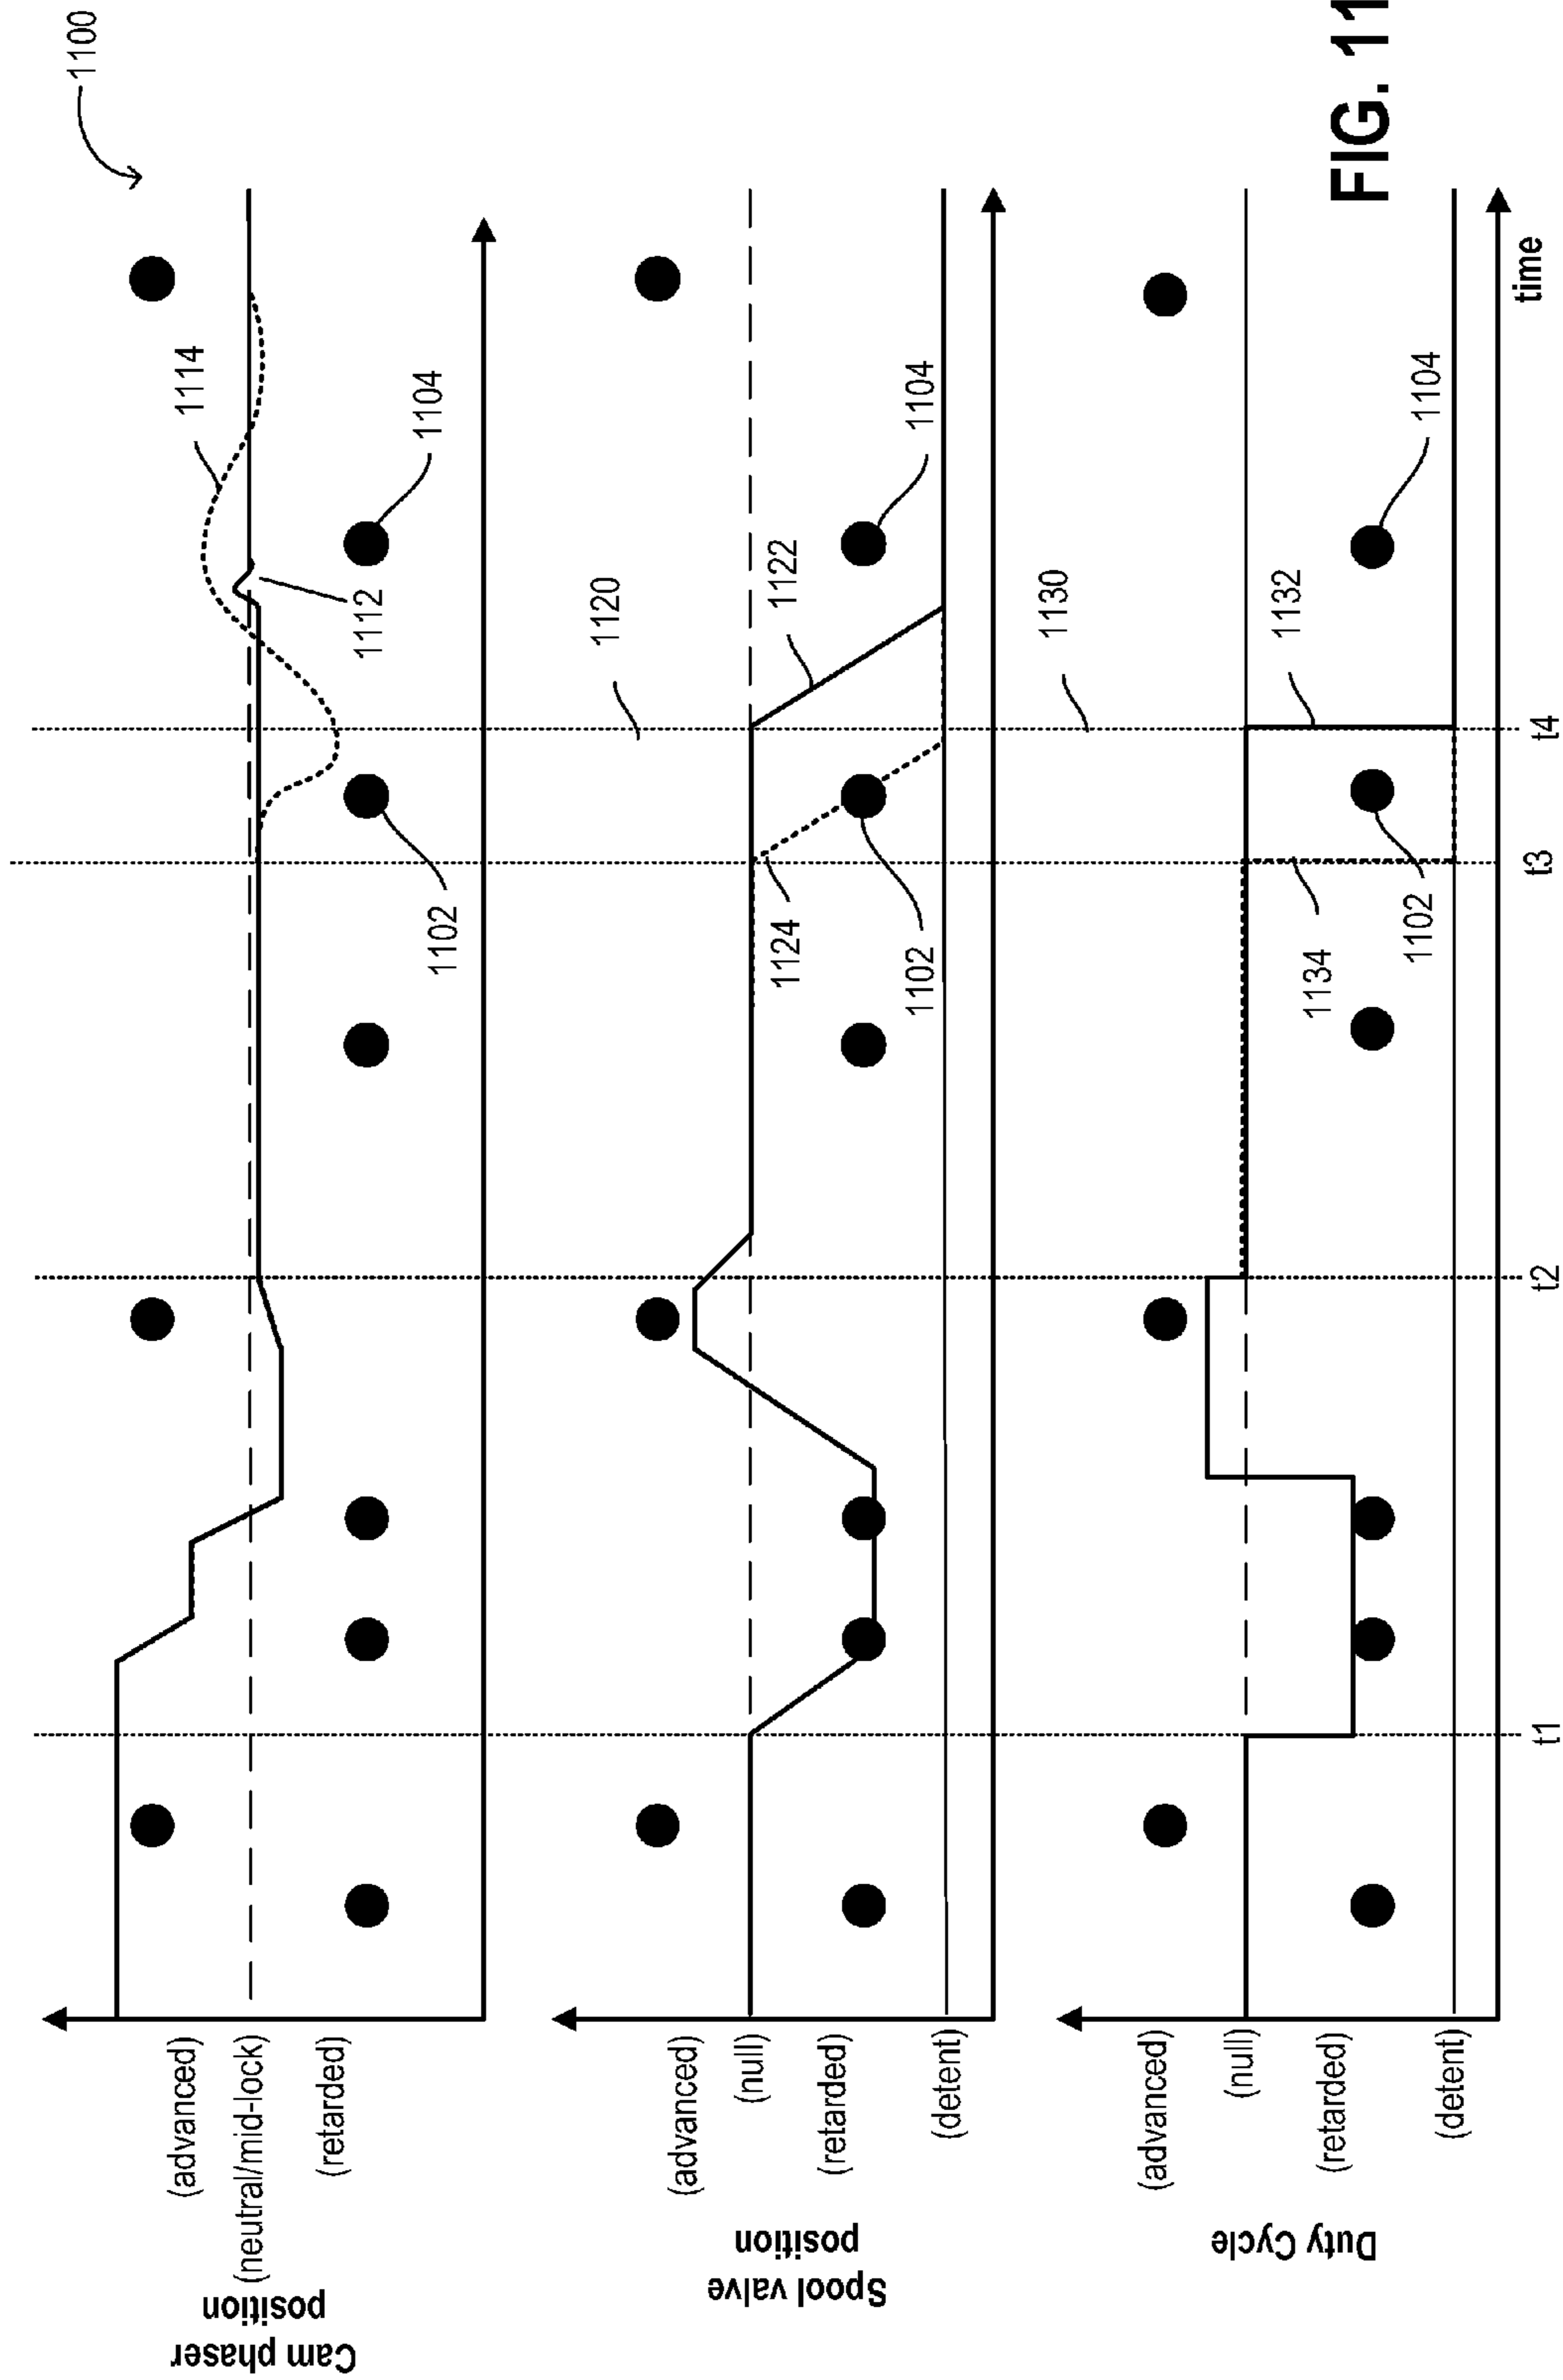 1100
Cam phaser
position
(advanced)
(neutral/mid-lock)
(retarded)
1114
1112
1102
1104
Spool valve
position
(advanced)
(null)
(retarded)
(detent)
1120
1122
1124
1102
1104
Duty Cycle
(advanced)
(null)
(retarded)
(detent)
1130
1132
1134
1102
1104
t1
t2
t3
t4
time
FIG. 11